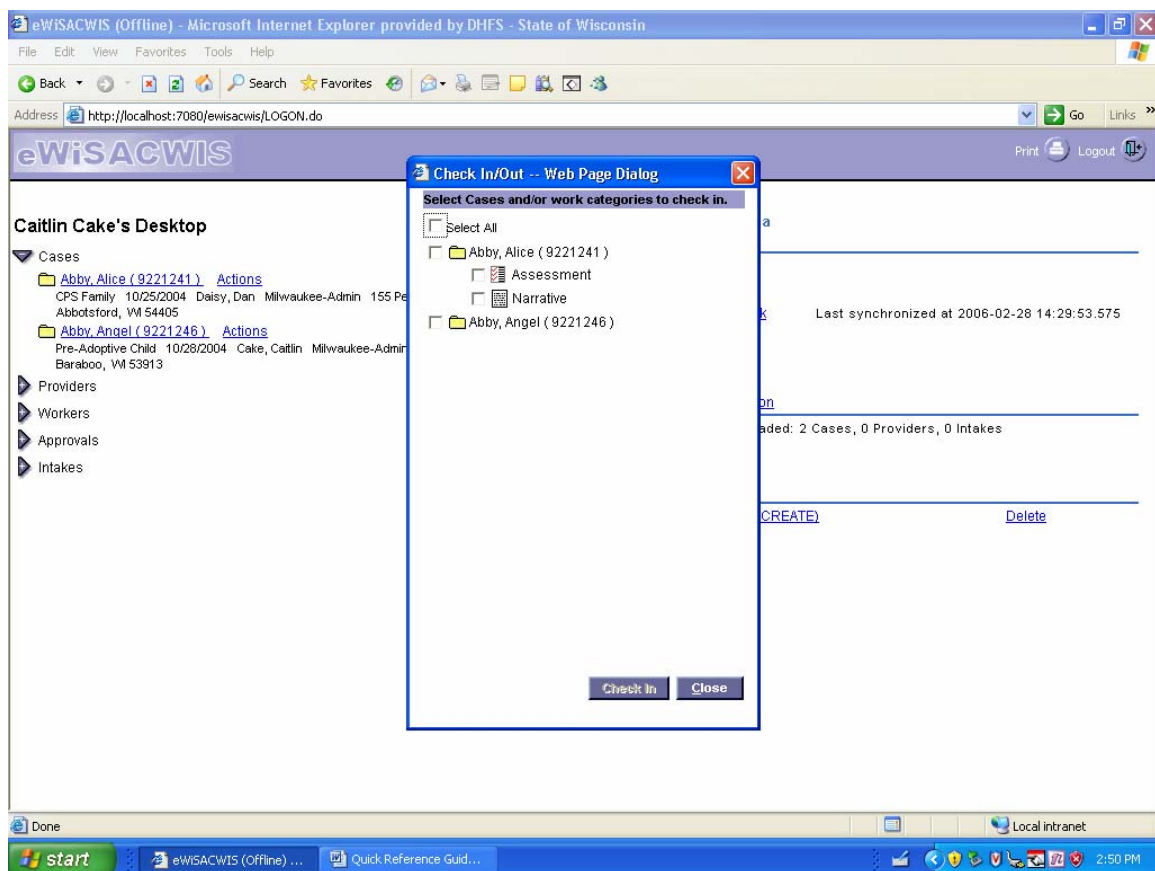 eWiSACWIS (Offline) - Microsoft Internet Explorer provided by DHFS - State of Wisconsin
File Edit View Favorites Tools Help
Back Search Favorites
Address http://localhost:7080/ewisacwis/LOGON.do Go Links »
eWiSACWIS
Print Logout
Check In/Out -- Web Page Dialog
Select Cases and/or work categories to check in.
Select All
Abby, Alice ( 9221241 )
Assessment
Narrative
Abby, Angel ( 9221246 )
Check In Close
Caitlin Cake's Desktop
Cases
Abby, Alice ( 9221241 ) Actions
CPS Family 10/25/2004 Daisy, Dan Milwaukee-Admin 155 Pe
Abbotsford, WI 54405
Abby, Angel ( 9221246 ) Actions
Pre-Adoptive Child 10/28/2004 Cake, Caitlin Milwaukee-Admin
Baraboo, WI 53913
Providers
Workers
Approvals
Intakes
a
k Last synchronized at 2006-02-28 14:29:53.575
on
aded: 2 Cases, 0 Providers, 0 Intakes
CREATE) Delete
Done Local intranet
start eWiSACWIS (Offline) ... Quick Reference Guid... 2:50 PM